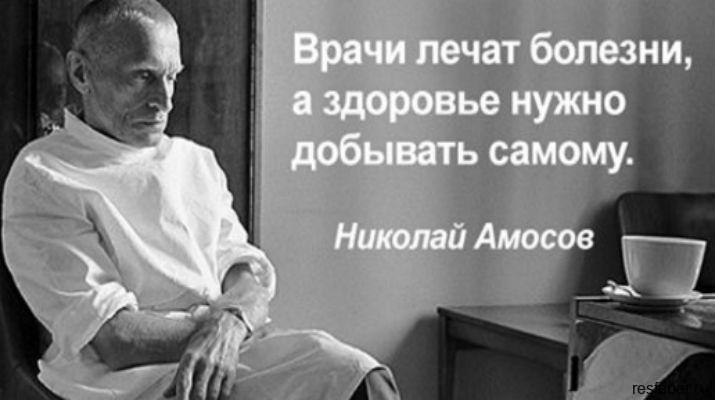 Врачи лечат болезни,
а здоровье нужно
добывать самому.
Николай Амосов